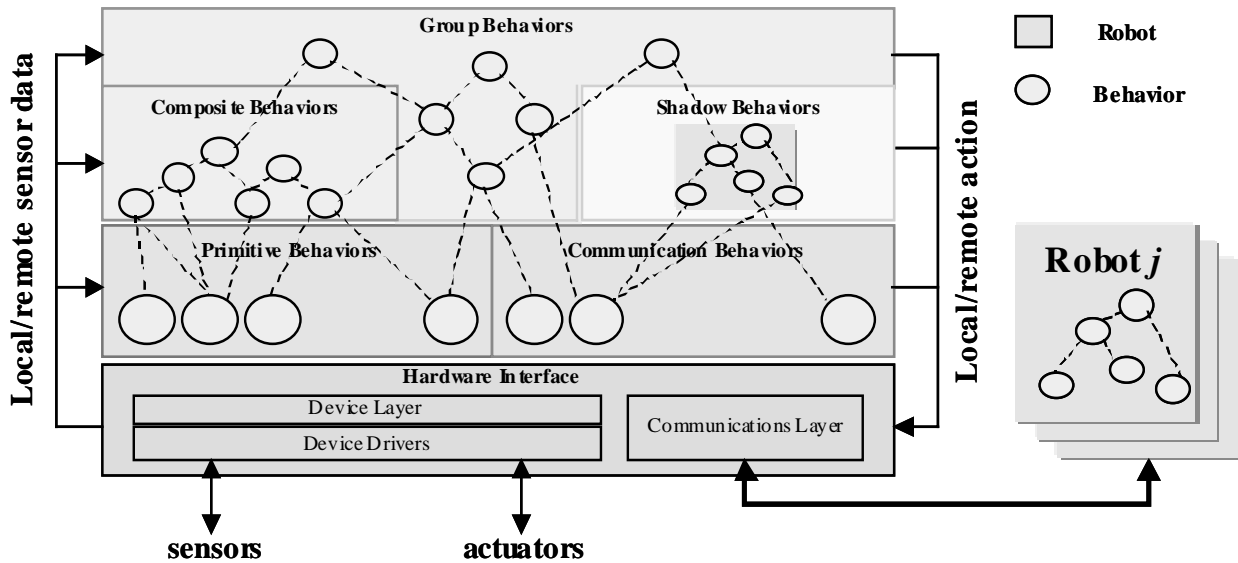 Group Behaviors
Robot
Behavior
Composite Behaviors
Shadow Behaviors
Local/remote sensor data
Local/remote action
Primitive Behaviors
Communication Behaviors
Robot j
Hardware Interface
Device Layer
Device Drivers
Communications Layer
sensors
actuators